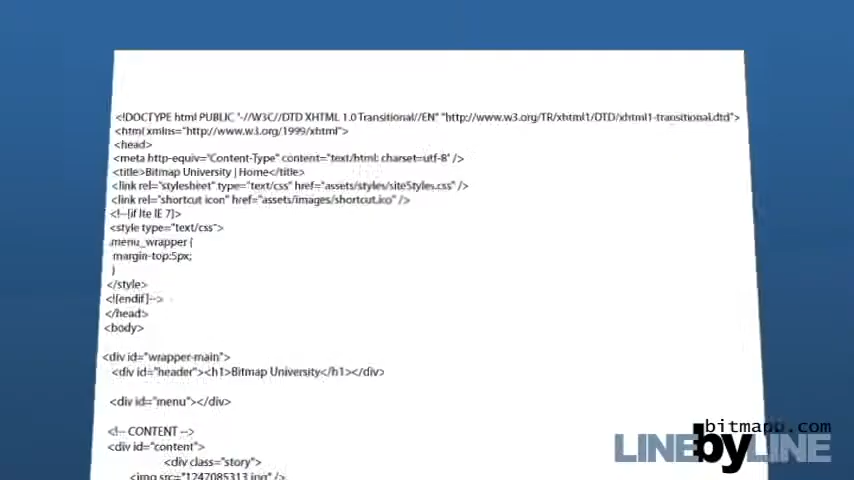 <!DOCTYPE html PUBLIC "-//W3C//DTD XHTML 1.0 Transitional//EN" "http://www.w3.org/TR/xhtml1/DTD/xhtml1-transitional.dtd">
<html xmlns="http://www.w3.org/1999/xhtml">
<head>
<meta http-equiv="Content-Type" content="text/html; charset=utf-8" />
<title>Bitmap University | Home</title>
<link rel="stylesheet" type="text/css" href="assets/styles/siteStyles.css" />
<link rel="shortcut icon" href="assets/images/shortcut.ico" />
<!--[if lte IE 7]>
<style type="text/css">
.menu_wrapper {
margin-top:5px;
}
</style>
<![endif]-->
</head>
<body>
<div id="wrapper-main">
<div id="header"><h1>Bitmap University</h1></div>
<div id="menu"></div>
<!-- CONTENT -->
<div id="content">
<div class="story">
<img src="1247085313.jpg" />
bitmapu.com
LINEbyLINE